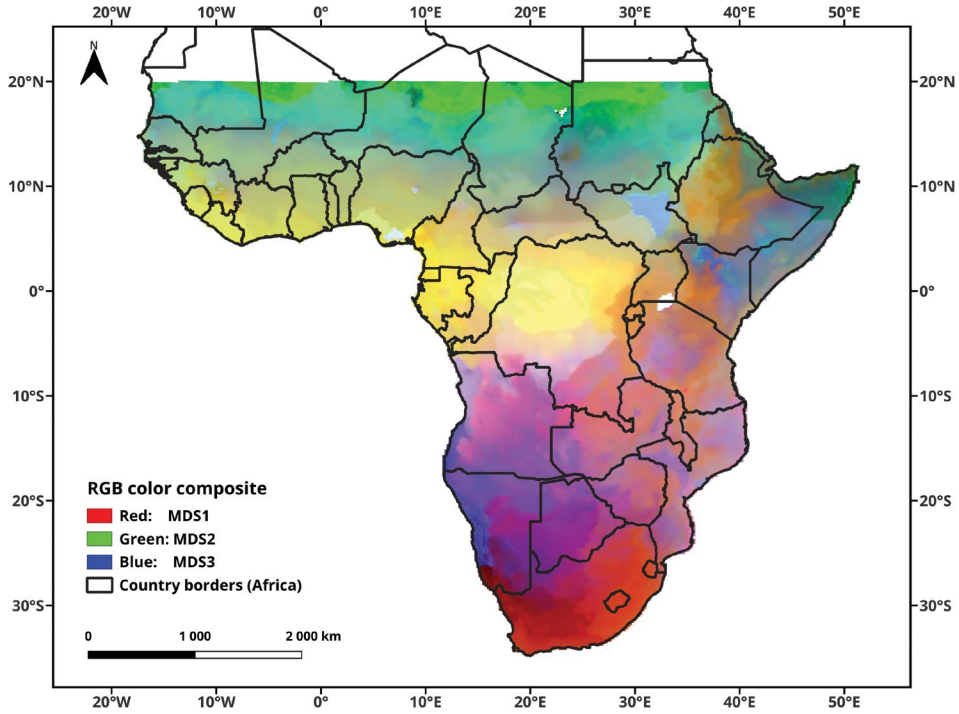 20°W 10°W 0° 10°E 20°E 30°E 40°E 50°E
N
20°N 20°N
10°N 10°N
0° 0°
10°S 10°S
20°S 20°S
30°S 30°S
RGB color composite
Red: MDS1
Green: MDS2
Blue: MDS3
Country borders (Africa)
0 1 000 2 000 km
20°W 10°W 0° 10°E 20°E 30°E 40°E 50°E